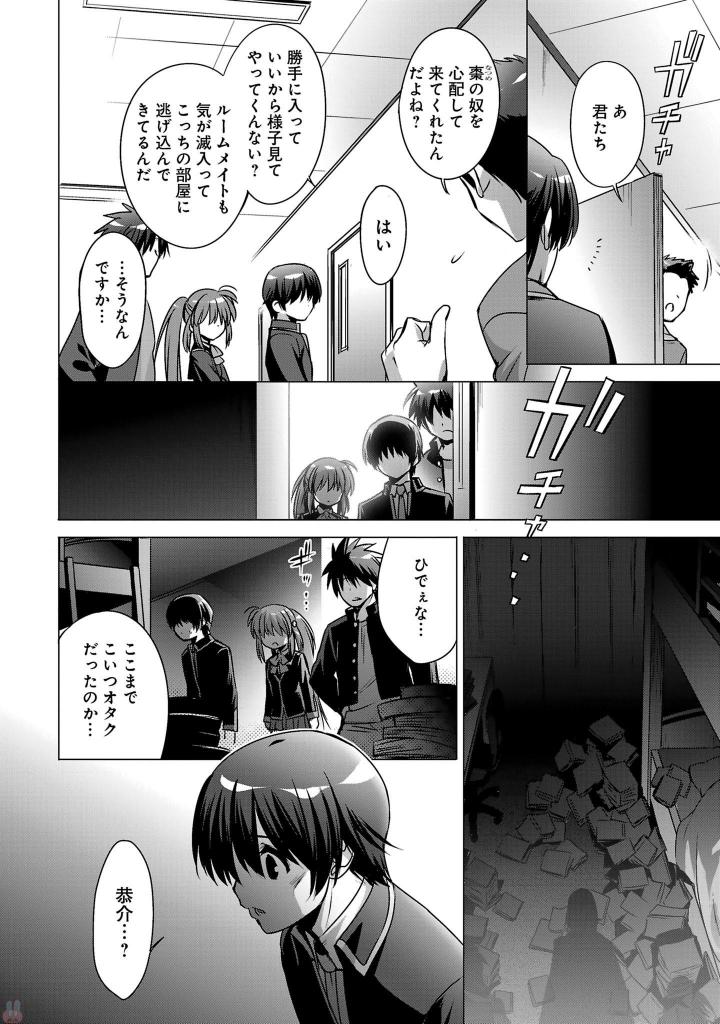 ガチャ
あ
君たち
棗の奴を
なつめ
心配して
来てくれたん
だよね？
はい
勝手に入って
いいから様子見て
やってくんない？
ルームメイトも
気が滅入って
こっちの部屋に
逃げ込んで
きてるんだ
…そうなん
ですか…
ガチャ…
ひでぇな…
ここまで
こいつオタク
だったのか…
恭介…？